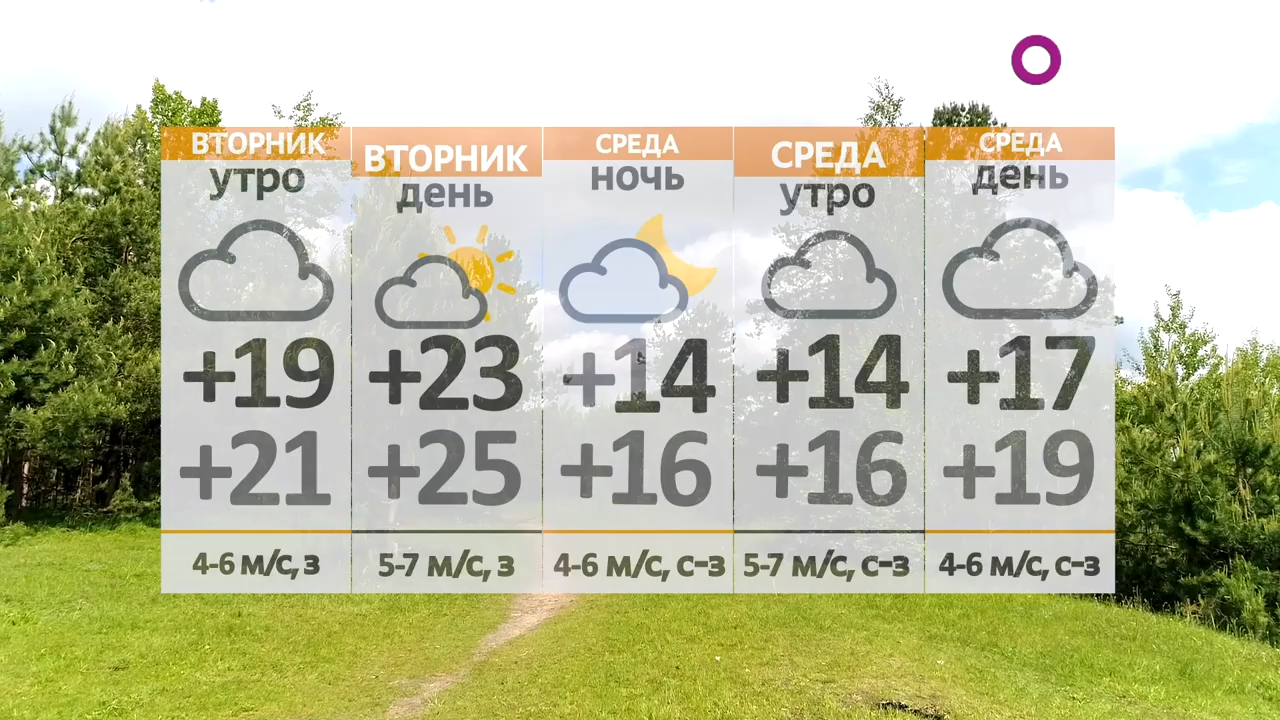 ВТОРНИК
утро
+19
+21
4-6 м/с, з
ВТОРНИК
день
+23
+25
5-7 м/с, з
СРЕДА
ночь
+14
+16
4-6 м/с, с-з
СРЕДА
утро
+14
+16
5-7 м/с, с-з
СРЕДА
день
+17
+19
4-6 м/с, с-з